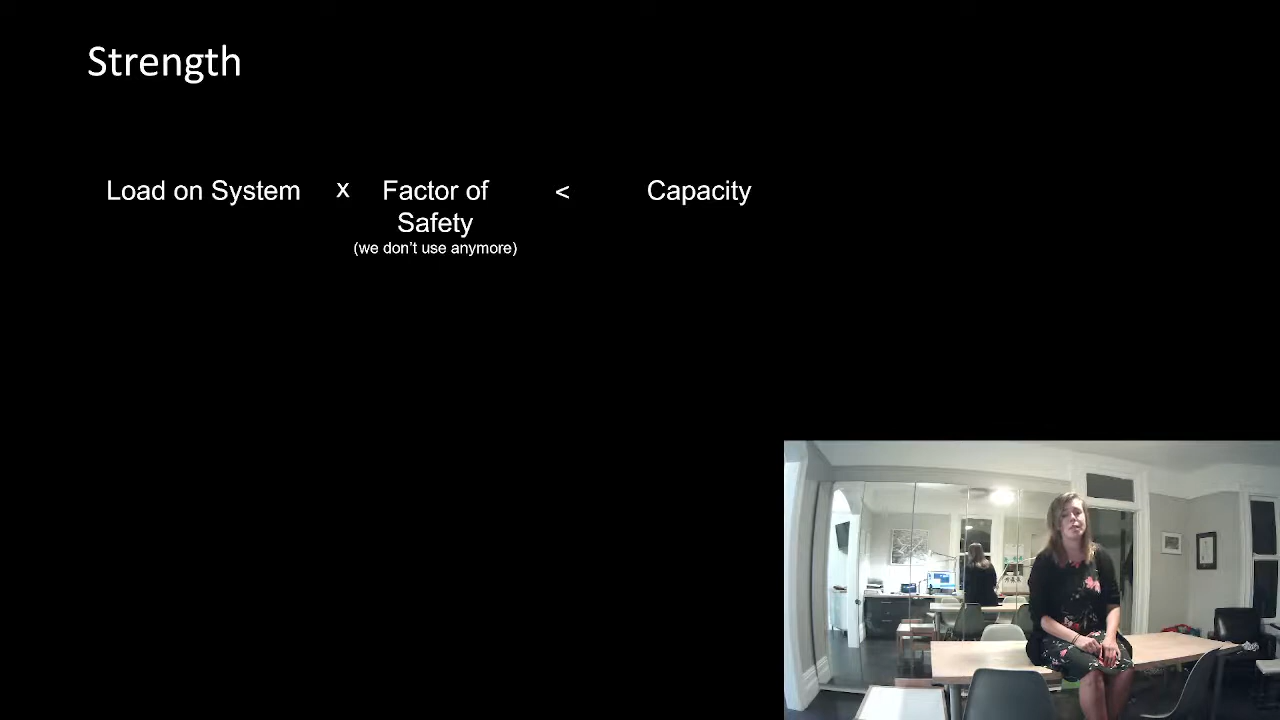 Strength
Load on System x Factor of < Capacity
Safety
(we don't use anymore)